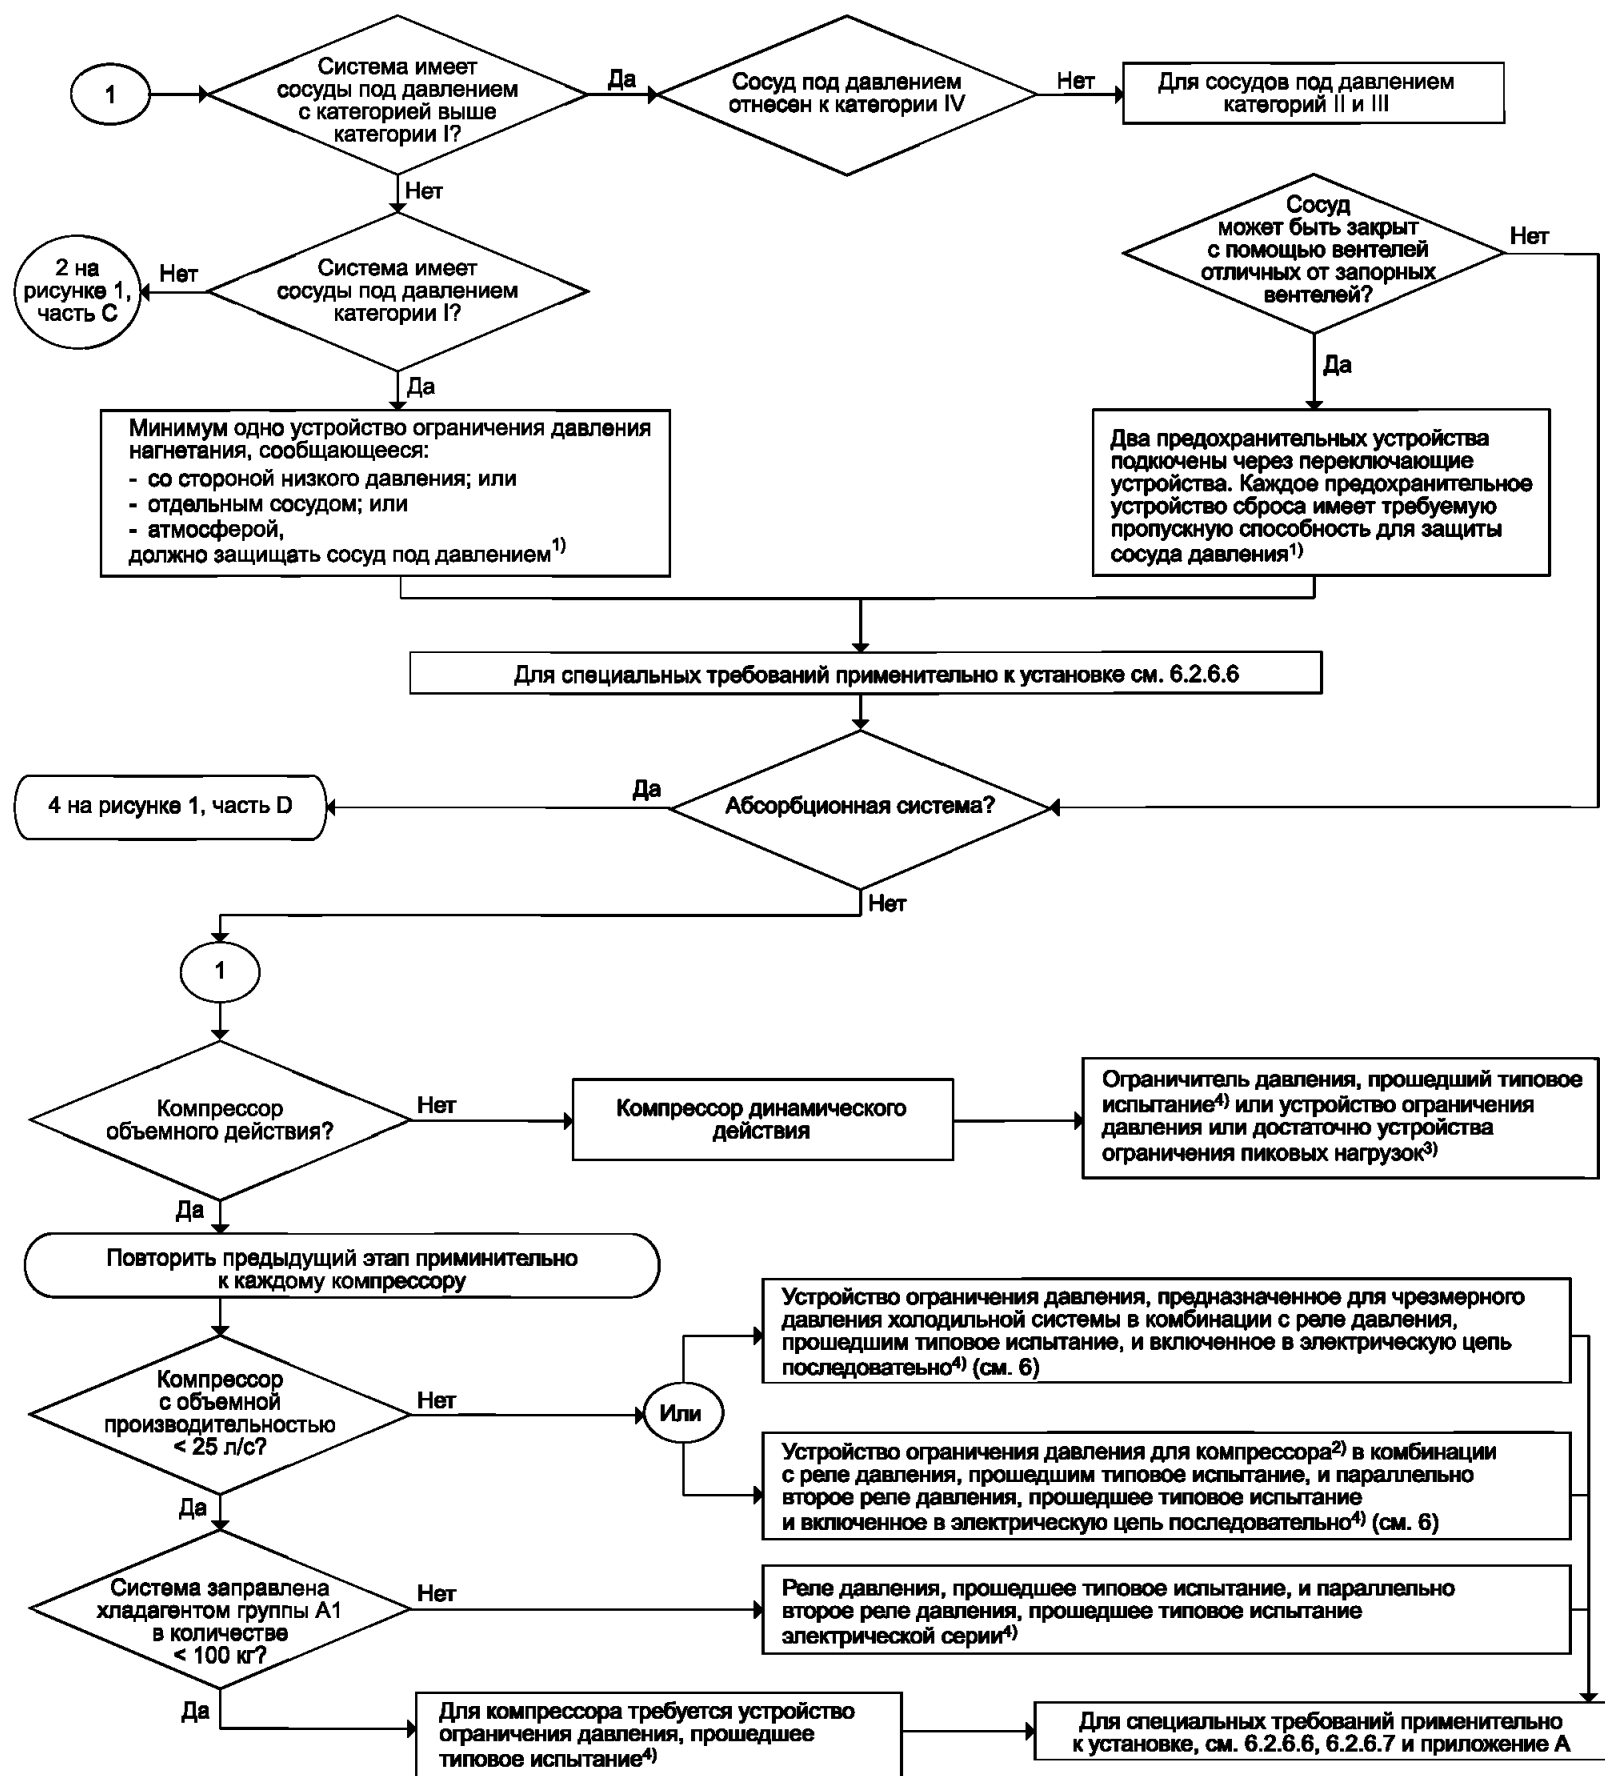 1
Система имеет
сосуды под давлением
с категорией выше
категории I?
Да
Сосуд под давлением
отнесен к категории IV
Нет
Для сосудов под давлением
категорий II и III
Нет
2 на
рисунке 1,
часть С
Нет
Система имеет
сосуды под давлением
категории I?
Сосуд
может быть закрыт
с помощью вентелей
отличных от запорных
вентелей?
Нет
Да
Да
Минимум одно устройство ограничения давления
нагнетания, сообщающееся:
- со стороной низкого давления; или
- отдельным сосудом; или
- атмосферой,
должно защищать сосуд под давлением1)
Два предохранительных устройства
подкючены через переключающие
устройства. Каждое предохранительное
устройство сброса имеет требуемую
пропускную способность для защиты
сосуда давления1)
Для специальных требований применительно к установке см. 6.2.6.6
4 на рисунке 1, часть D
Да
Абсорбционная система?
Нет
1
Компрессор
объемного действия?
Нет
Компрессор динамического
действия
Ограничитель давления, прошедший типовое
испытание4) или устройство ограничения
давления или достаточно устройства
ограничения пиковых нагрузок3)
Да
Повторить предыдущий этап приминительно
к каждому компрессору
Компрессор
с объемной
производительностью
< 25 л/с?
Нет
Или
Устройство ограничения давления, предназначенное для чрезмерного
давления холодильной системы в комбинации с реле давления,
прошедшим типовое испытание, и включенное в электрическую цепь
последоватеьно4) (см. 6)
Устройство ограничения давления для компрессора2) в комбинации
с реле давления, прошедшим типовое испытание, и параллельно
второе реле давления, прошедшее типовое испытание
и включенное в электрическую цепь последовательно4) (см. 6)
Да
Система заправлена
хладагентом группы А1
в количестве
< 100 кг?
Нет
Реле давления, прошедшее типовое испытание, и параллельно
второе реле давления, прошедшее типовое испытание
электрической серии4)
Да
Для компрессора требуется устройство
ограничения давления, прошедшее
типовое испытание4)
Для специальных требований применительно
к установке, см. 6.2.6.6, 6.2.6.7 и приложение А